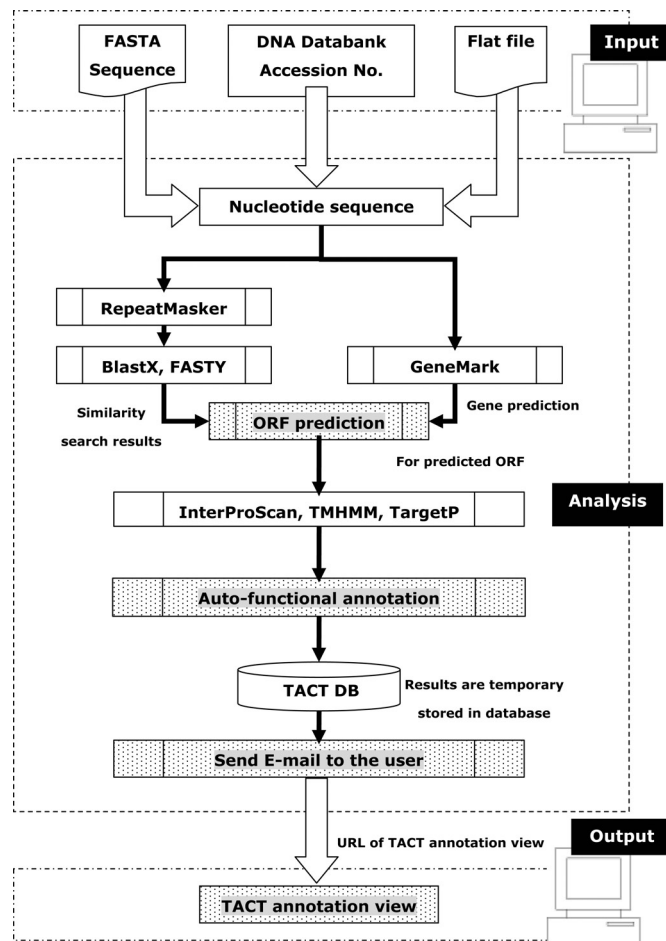 FASTA
Sequence
DNA Databank
Accession No.
Flat file
Input
Nucleotide sequence
RepeatMasker
BlastX, FASTY
GeneMark
Similarity
search results
Gene prediction
ORF prediction
For predicted ORF
InterProScan, TMHMM, TargetP
Analysis
Auto-functional annotation
TACT DB
Results are temporary
stored in database
Send E-mail to the user
URL of TACT annotation view
Output
TACT annotation view